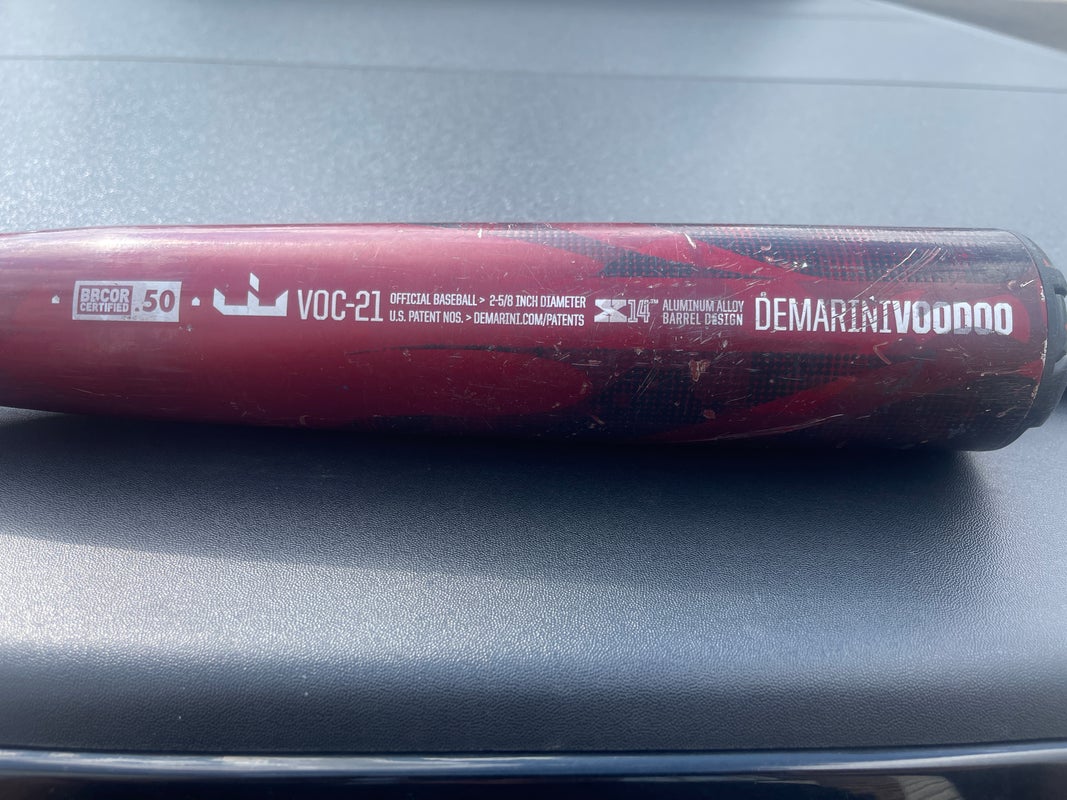 BBCOR
CERTIFIED .50
VOC-21
OFFICIAL BASEBALL > 2-5/8 INCH DIAMETER
U.S. PATENT NOS. > DEMARINI.COM/PATENTS
X14™ ALUMINUM ALLOY
BARREL DESIGN
DEMARINIVOODOO